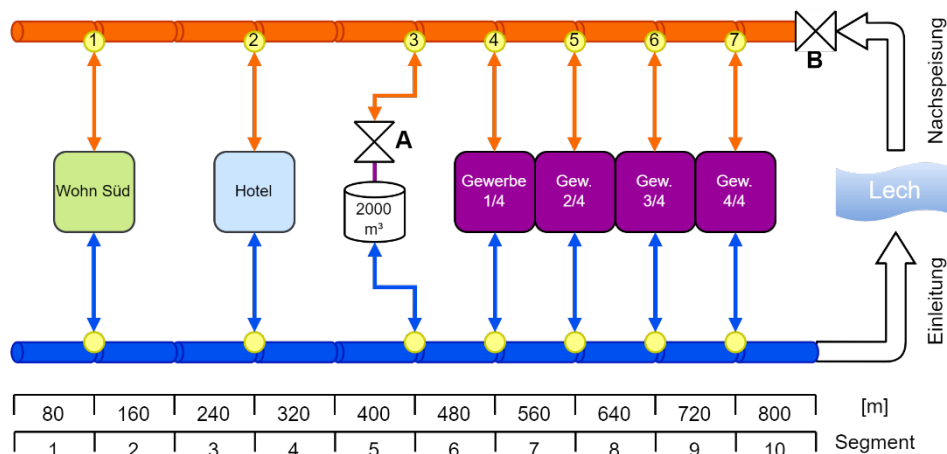 1 2 3 4 5 6 7
B
Nachspeisung
A
Wohn Süd
Hotel
2000
m³
Gewerbe
1/4
Gew.
2/4
Gew.
3/4
Gew.
4/4
Lech
Einleitung
80 160 240 320 400 480 560 640 720 800 [m]
1 2 3 4 5 6 7 8 9 10 Segment